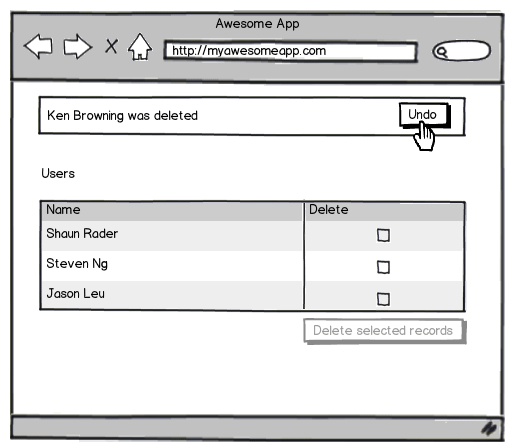 Awesome App
http://myawesomeapp.com
Ken Browning was deleted Undo
Users
Name Delete
Shaun Rader
Steven Ng
Jason Leu
Delete selected records